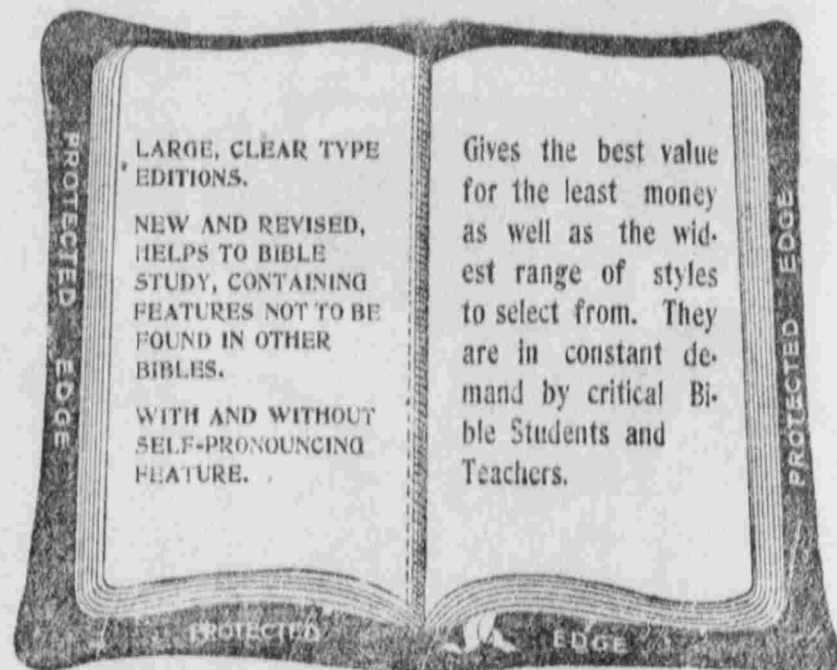 LARGE, CLEAR TYPE
EDITIONS.
NEW AND REVISED,
HELPS TO BIBLE
STUDY, CONTAINING
FEATURES NOT TO BE
FOUND IN OTHER
BIBLES.
WITH AND WITHOUT
SELF-PRONOUNCING
FEATURE.
Gives the best value
for the least money
as well as the wid-
est range of styles
to select from. They
are in constant de-
mand by critical Bi-
ble Students and
Teachers.
PROTECTED EDGE
PROTECTED EDGE
PROTECTED EDGE